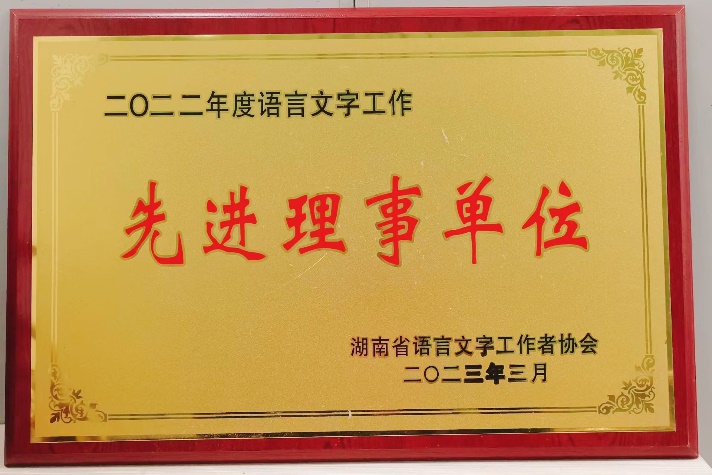 二〇二二年度语言文字工作
先进理事单位
湖南省语言文字工作者协会
二〇二三年三月